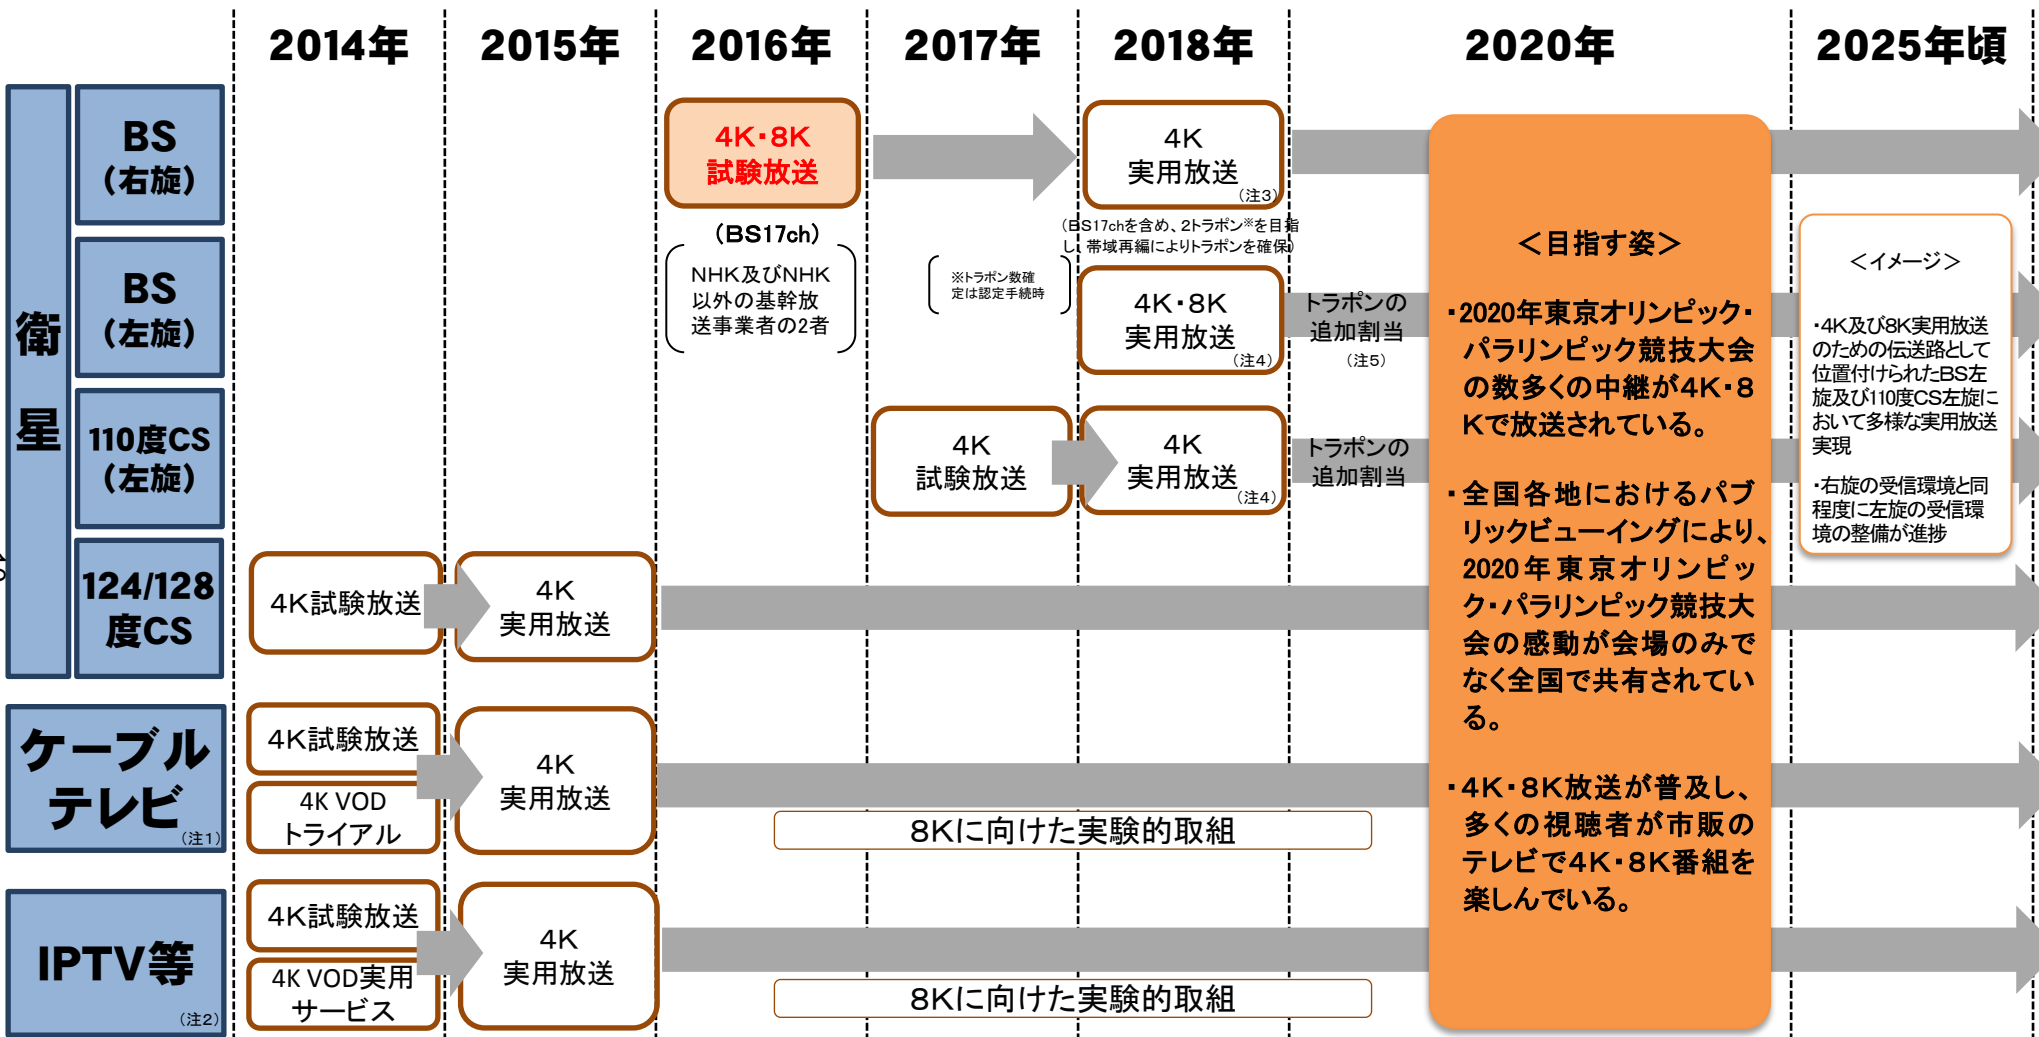 2014年
2015年
2016年
2017年
2018年
2020年
2025年頃
衛
星
BS
(右旋)
4K・8K
試験放送
(BS17ch)
NHK及びNHK
以外の基幹放
送事業者の2者
4K
実用放送
(注3)
(BS17chを含め、2トラポン※を目指
し、帯域再編によりトラポンを確保)
※トラポン数確
定は認定手続時
BS
(左旋)
4K・8K
実用放送
(注4)
トラポンの
追加割当
(注5)
110度CS
(左旋)
4K
試験放送
4K
実用放送
(注4)
トラポンの
追加割当
124/128
度CS
4K試験放送
4K
実用放送
ケーブル
テレビ
(注1)
4K試験放送
4K VOD
トライアル
4K
実用放送
8Kに向けた実験的取組
IPTV等
(注2)
4K試験放送
4K VOD実用
サービス
4K
実用放送
8Kに向けた実験的取組
<目指す姿>
・2020年東京オリンピック・
パラリンピック競技大会
の数多くの中継が4K・8
Kで放送されている。
・全国各地におけるパブ
リックビューイングにより、
2020年東京オリンピッ
ク・パラリンピック競技大
会の感動が会場のみで
なく全国で共有されてい
る。
・4K・8K放送が普及し、
多くの視聴者が市販の
テレビで4K・8K番組を
楽しんでいる。
<イメージ>
・4K及び8K実用放送
のための伝送路として
位置付けられたBS左
旋及び110度CS左旋に
おいて多様な実用放送
実現
・右旋の受信環境と同
程度に左旋の受信環
境の整備が進捗